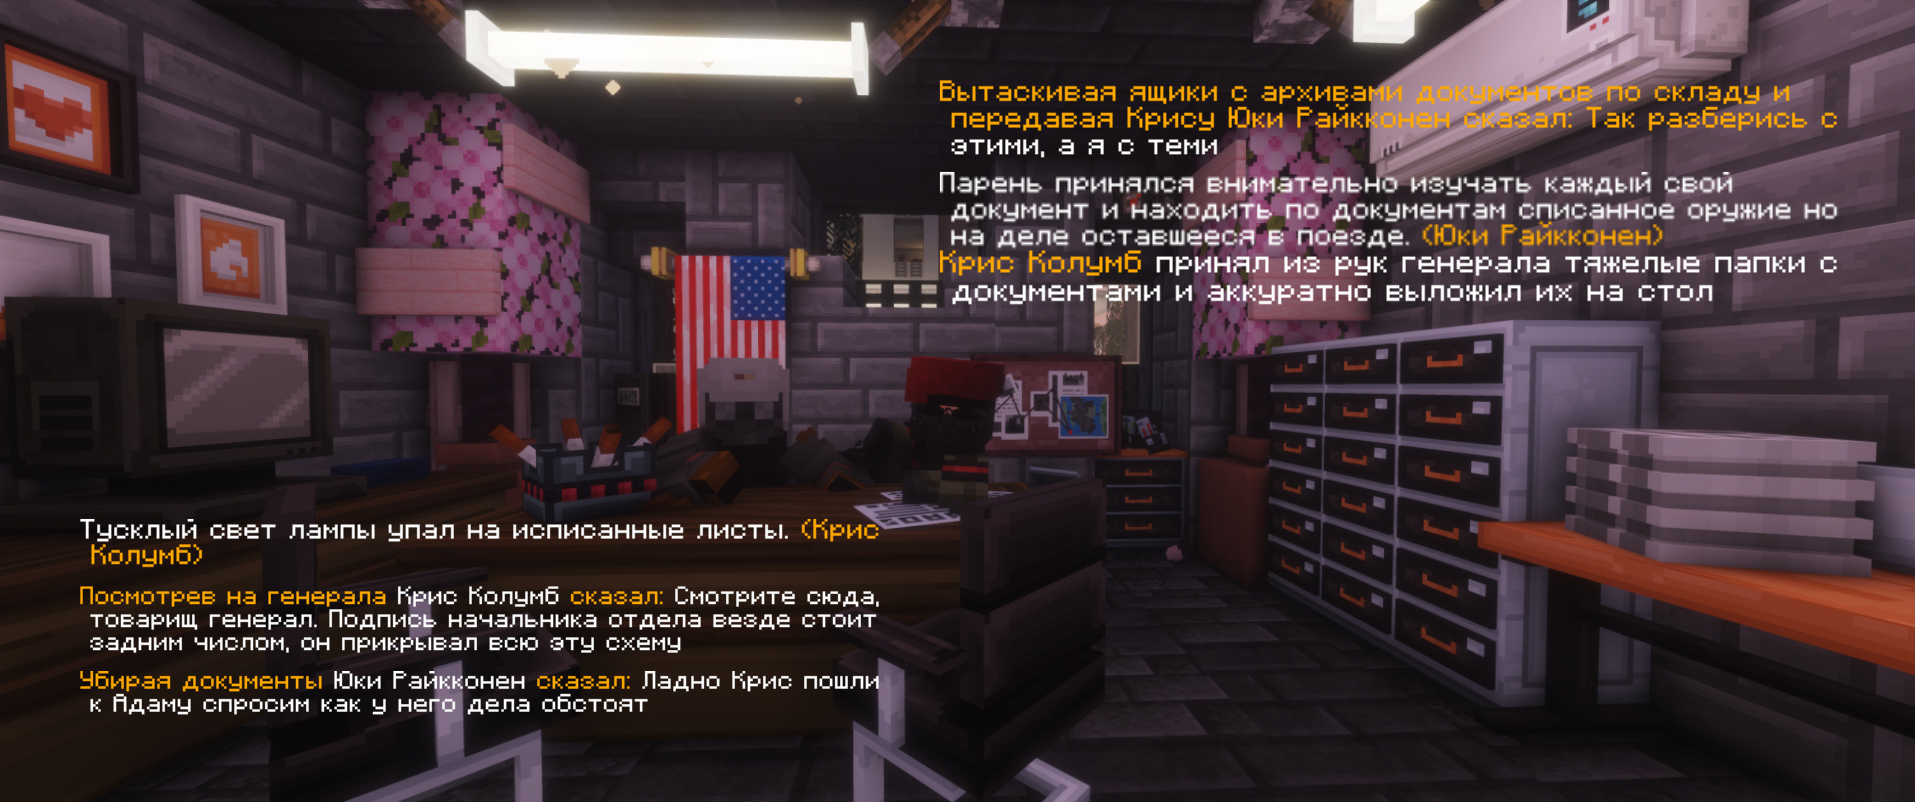 Вытаскивая ящики с архивами документов по складу и
передавая Крису Юки Райкконен сказал: Так разберись с
этими, а я с теми
Парень принялся внимательно изучать каждый свой
документ и находить по документам списанное оружие но
на деле оставшееся в поезде. (Юки Райкконен)
Крис Колумб принял из рук генерала тяжелые папки с
документами и аккуратно выложил их на стол
Тусклый свет лампы упал на исписанные листы. (Крис
Колумб)
Посмотрев на генерала Крис Колумб сказал: Смотрите сюда,
товарищ генерал. Подпись начальника отдела везде стоит
задним числом, он прикрывал всю эту схему
Убирая документы Юки Райкконен сказал: Ладно Крис пошли
к Адаму спросим как у него дела обстоят